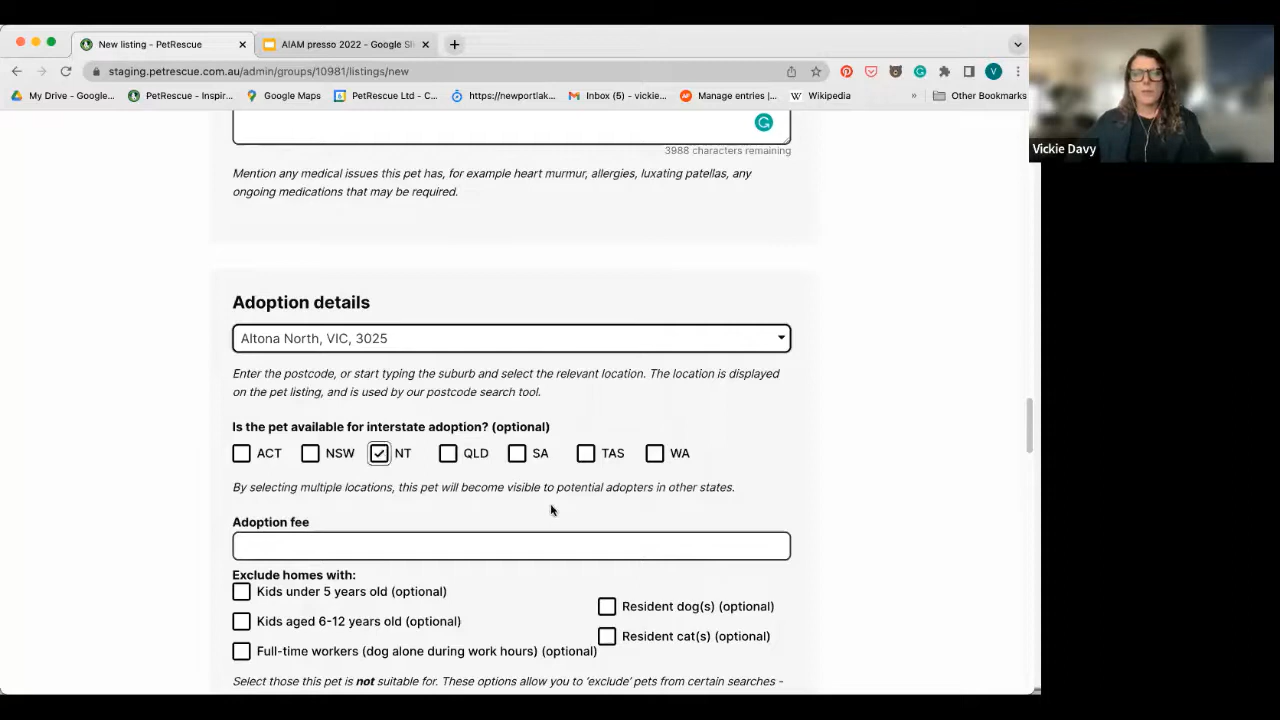 New listing - PetRescue
AIAM presso 2022 - Google Sl
staging.petrescue.com.au/admin/groups/10981/listings/new
V
My Drive - Google...
PetRescue - Inspir...
Google Maps
PetRescue Ltd - C...
https://newportlak...
Inbox (5) - vickie...
Manage entries |...
W Wikipedia
»
Other Bookmarks
Vickie Davy
3988 characters remaining
Mention any medical issues this pet has, for example heart murmur, allergies, luxating patellas, any
ongoing medications that may be required.
Adoption details
Altona North, VIC, 3025
Enter the postcode, or start typing the suburb and select the relevant location. The location is displayed
on the pet listing, and is used by our postcode search tool.
Is the pet available for interstate adoption? (optional)
ACT NSW NT QLD SA TAS WA
By selecting multiple locations, this pet will become visible to potential adopters in other states.
Adoption fee
Exclude homes with:
Kids under 5 years old (optional)
Kids aged 6-12 years old (optional)
Full-time workers (dog alone during work hours) (optional)
Resident dog(s) (optional)
Resident cat(s) (optional)
Select those this pet is not suitable for. These options allow you to 'exclude' pets from certain searches -